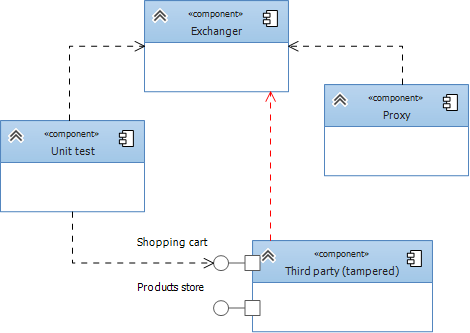 «component»
Exchanger
«component»
Proxy
«component»
Unit test
Shopping cart
«component»
Third party (tampered)
Products store